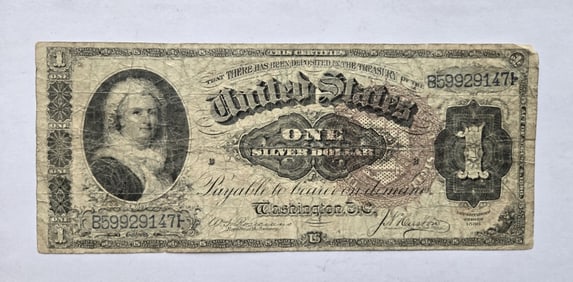 THIS CERTIFIES
THAT THERE HAS BEEN DEPOSITED IN THE TREASURY OF THE
B59929147
United States
ONE
SILVER DOLLAR
1
Payable to bearer on demand
Washington, D.C.
B59929147